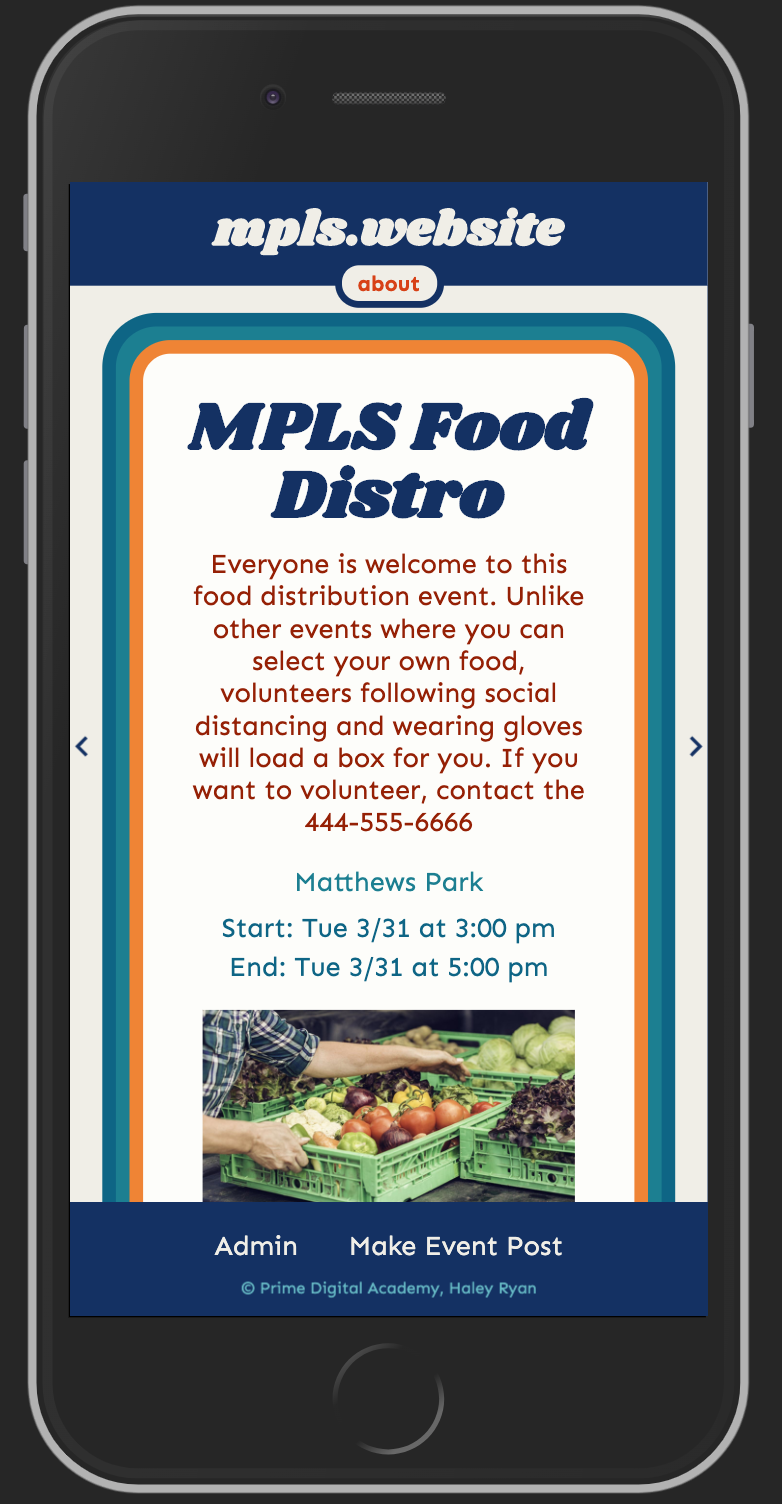 mpls.website
about
MPLS Food
Distro
Everyone is welcome to this
food distribution event. Unlike
other events where you can
select your own food,
volunteers following social
distancing and wearing gloves
will load a box for you. If you
want to volunteer, contact the
444-555-6666
Matthews Park
Start: Tue 3/31 at 3:00 pm
End: Tue 3/31 at 5:00 pm
Admin Make Event Post
© Prime Digital Academy, Haley Ryan